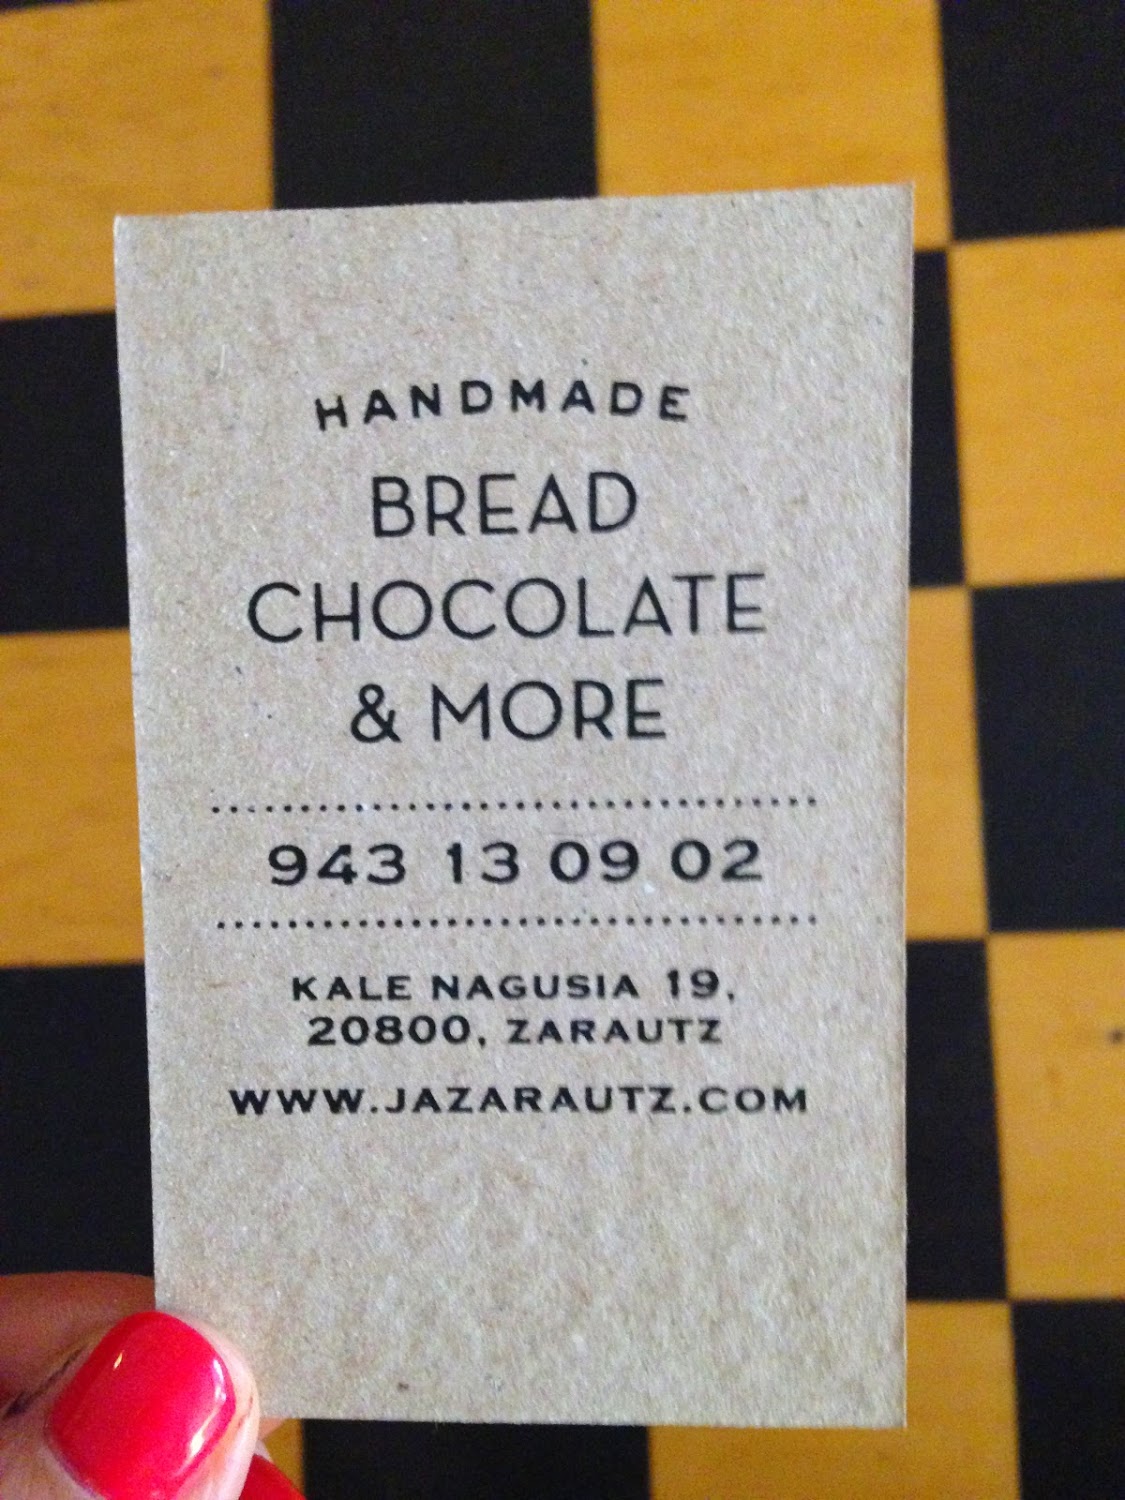 HANDMADE
BREAD
CHOCOLATE
& MORE
943 13 09 02
KALE NAGUSIA 19,
20800, ZARAUTZ
WWW.JAZARAUTZ.COM